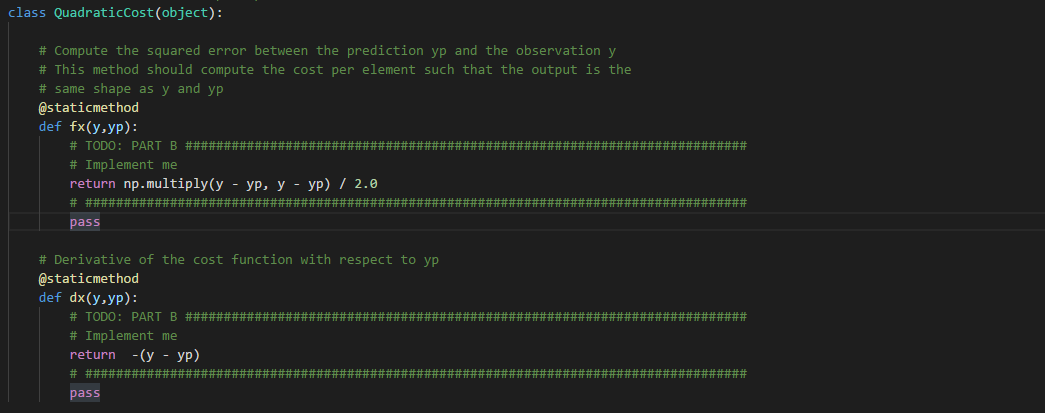 class QuadraticCost(object):
# Compute the squared error between the prediction yp and the observation y
# This method should compute the cost per element such that the output is the
# same shape as y and yp
@staticmethod
def fx(y,yp):
# TODO: PART B #########################################################################
# Implement me
return np.multiply(y - yp, y - yp) / 2.0
# ######################################################################################
pass
# Derivative of the cost function with respect to yp
@staticmethod
def dx(y,yp):
# TODO: PART B #########################################################################
# Implement me
return  -(y - yp)
# ######################################################################################
pass